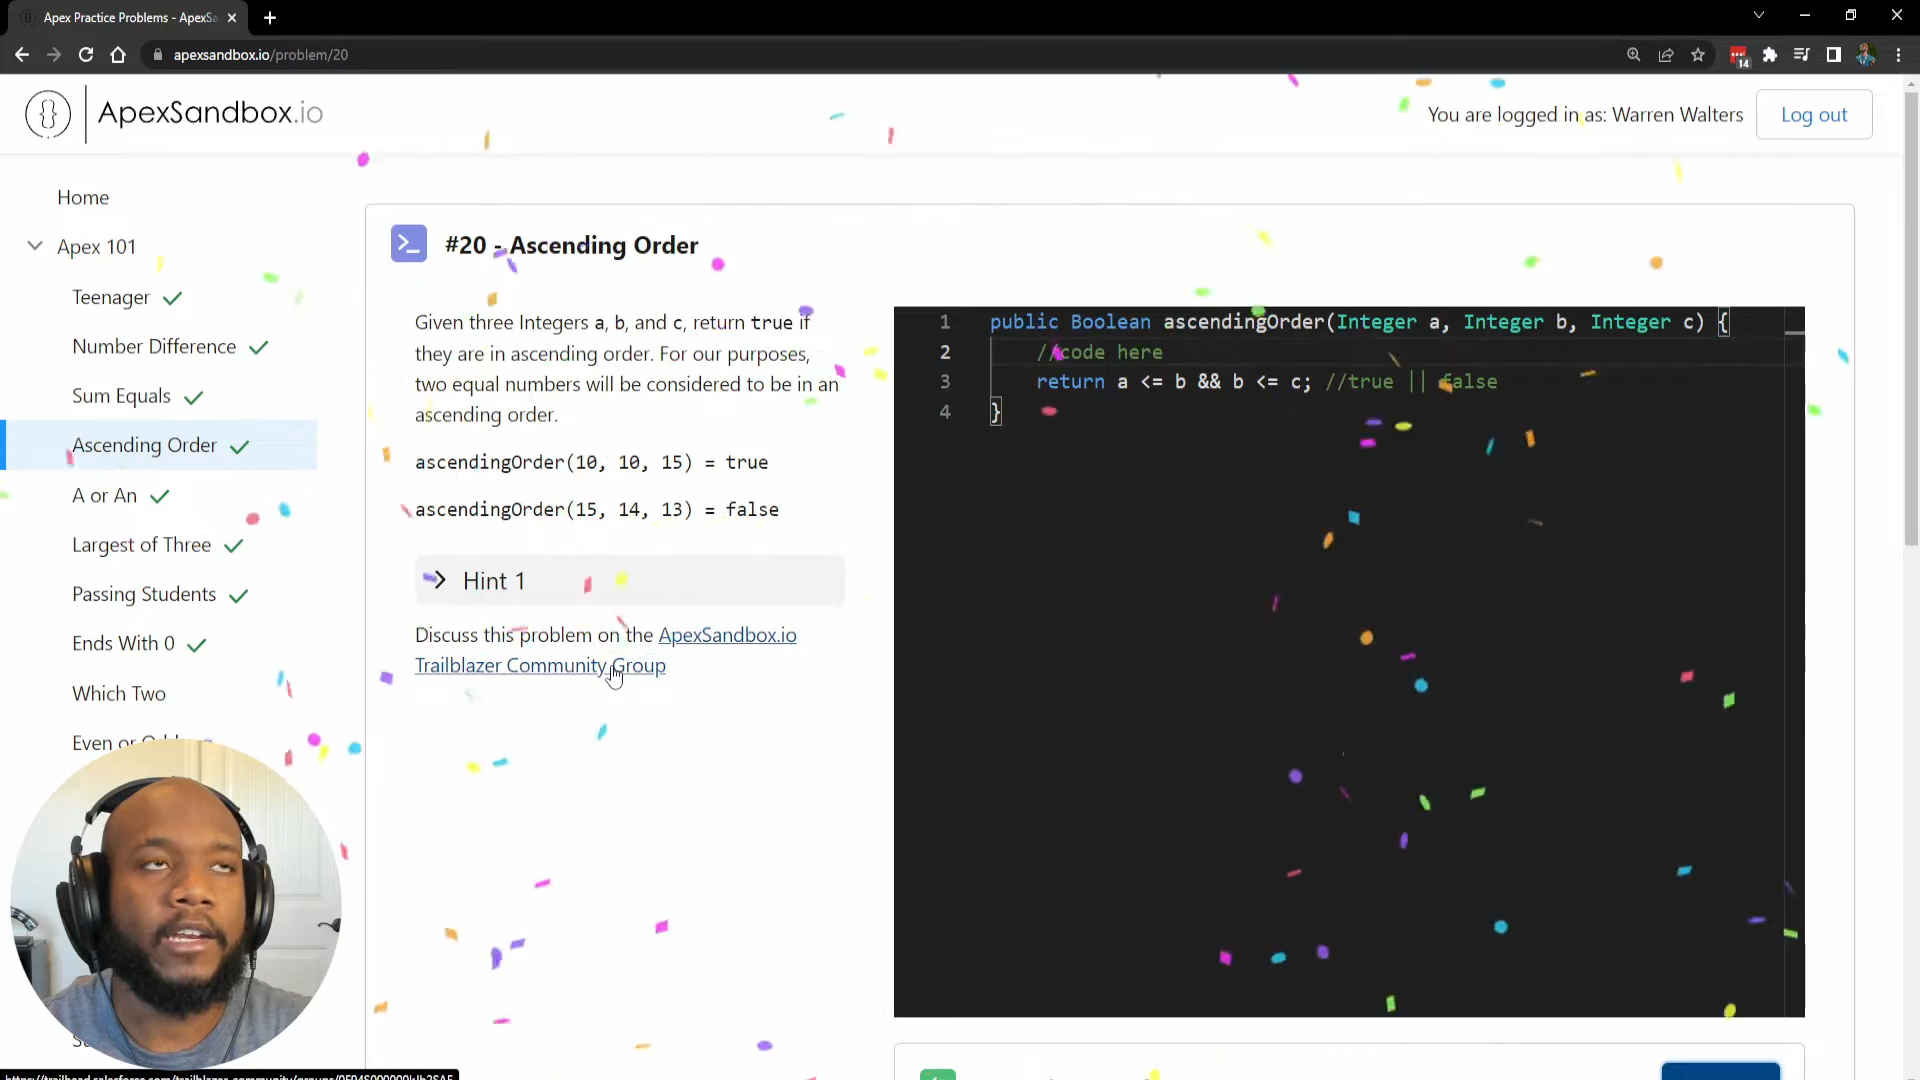 Apex Practice Problems - ApexSa
apexsandbox.io/problem/20
14
{} ApexSandbox.io
You are logged in as: Warren Walters
Log out
Home
Apex 101
Teenager
Number Difference
Sum Equals
Ascending Order
A or An
Largest of Three
Passing Students
Ends With 0
Which Two
Even or
#20 - Ascending Order
Given three Integers a, b, and c, return true if
they are in ascending order. For our purposes,
two equal numbers will be considered to be in an
ascending order.
ascendingOrder(10, 10, 15) = true
ascendingOrder(15, 14, 13) = false
Hint 1
Discuss this problem on the ApexSandbox.io
Trailblazer Community Group
1 public Boolean ascendingOrder(Integer a, Integer b, Integer c) {
2 //code here
3 return a <= b && b <= c; //true || false
4 }